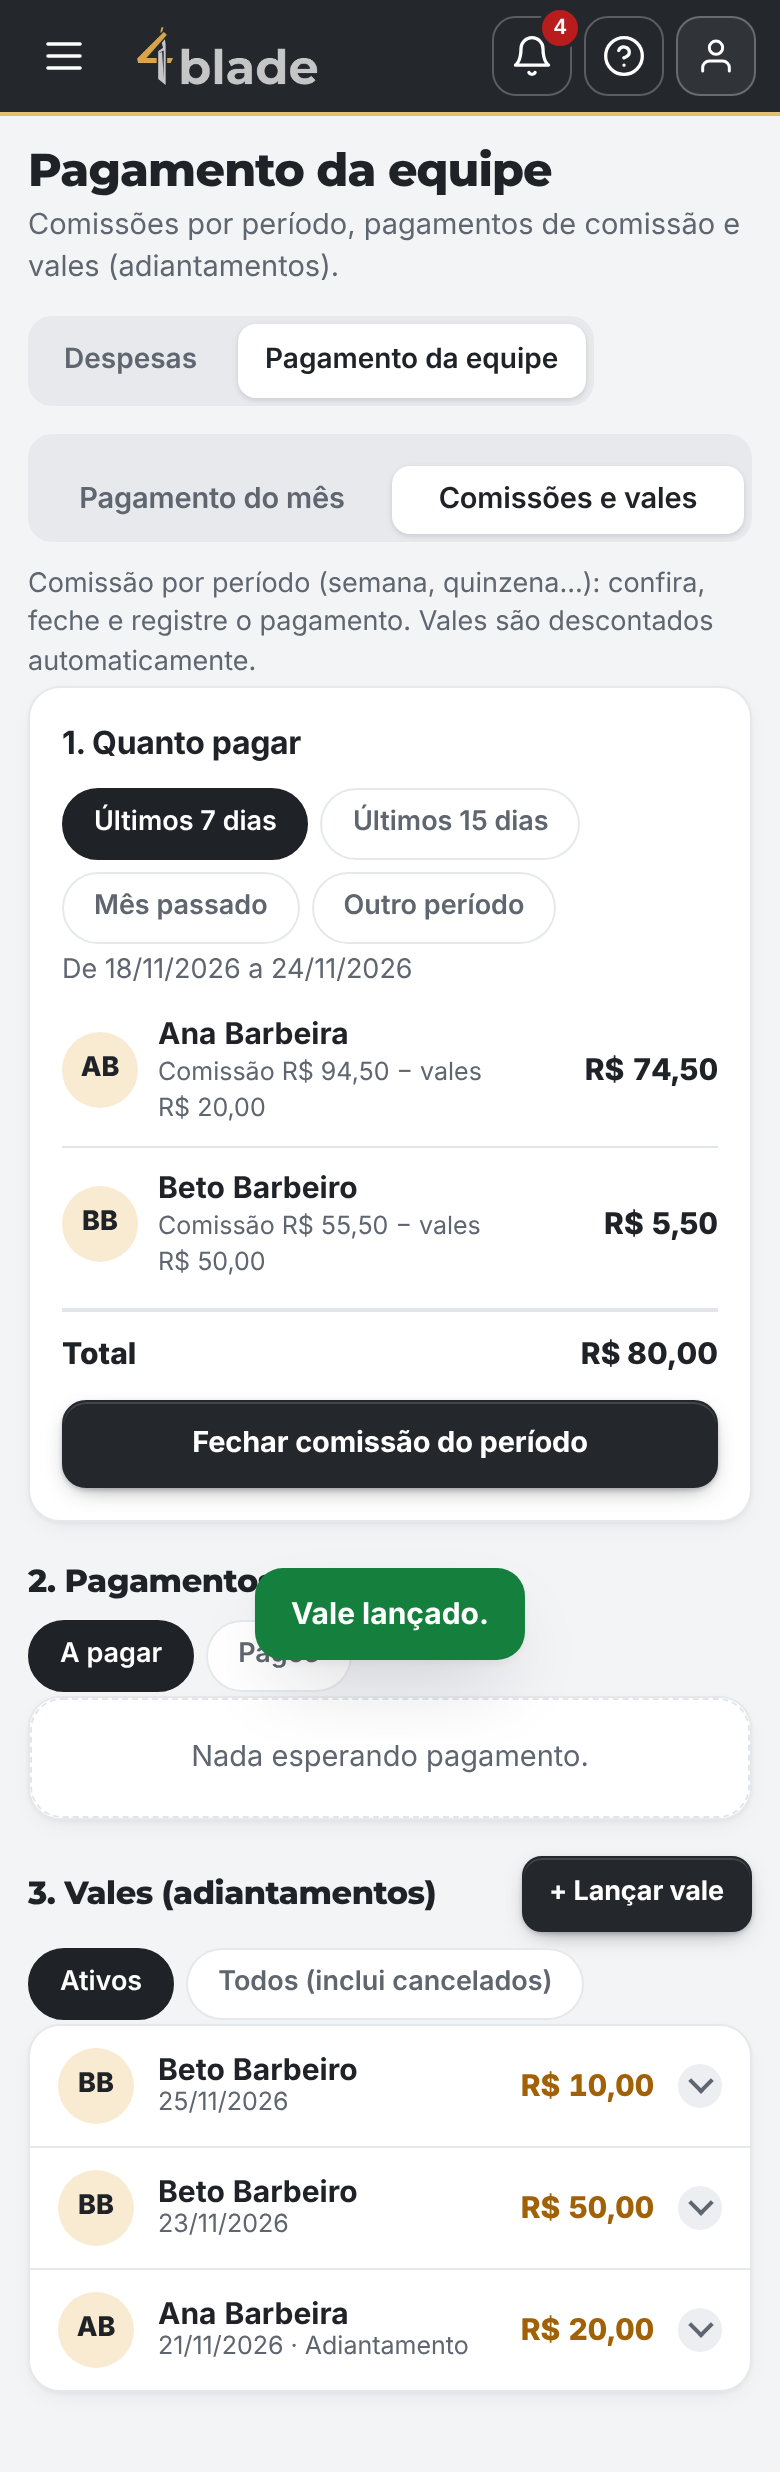 4blade
4
Pagamento da equipe
Comissões por período, pagamentos de comissão e
vales (adiantamentos).
Despesas
Pagamento da equipe
Pagamento do mês
Comissões e vales
Comissão por período (semana, quinzena...): confira,
feche e registre o pagamento. Vales são descontados
automaticamente.
1. Quanto pagar
Últimos 7 dias
Últimos 15 dias
Mês passado
Outro período
De 18/11/2026 a 24/11/2026
AB
Ana Barbeira
Comissão R$ 94,50 − vales
R$ 20,00
R$ 74,50
BB
Beto Barbeiro
Comissão R$ 55,50 − vales
R$ 50,00
R$ 5,50
Total
R$ 80,00
Fechar comissão do período
2. Pagamentos
Vale lançado.
A pagar
Pagos
Nada esperando pagamento.
3. Vales (adiantamentos)
+ Lançar vale
Ativos
Todos (inclui cancelados)
BB
Beto Barbeiro
25/11/2026
R$ 10,00
BB
Beto Barbeiro
23/11/2026
R$ 50,00
AB
Ana Barbeira
21/11/2026 · Adiantamento
R$ 20,00